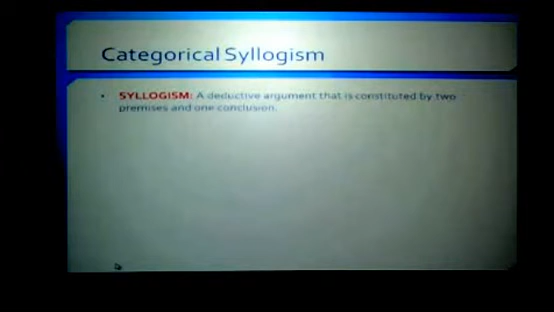 Categorical Syllogism
• SYLLOGISM: A deductive argument that is constituted by two
premises and one conclusion.